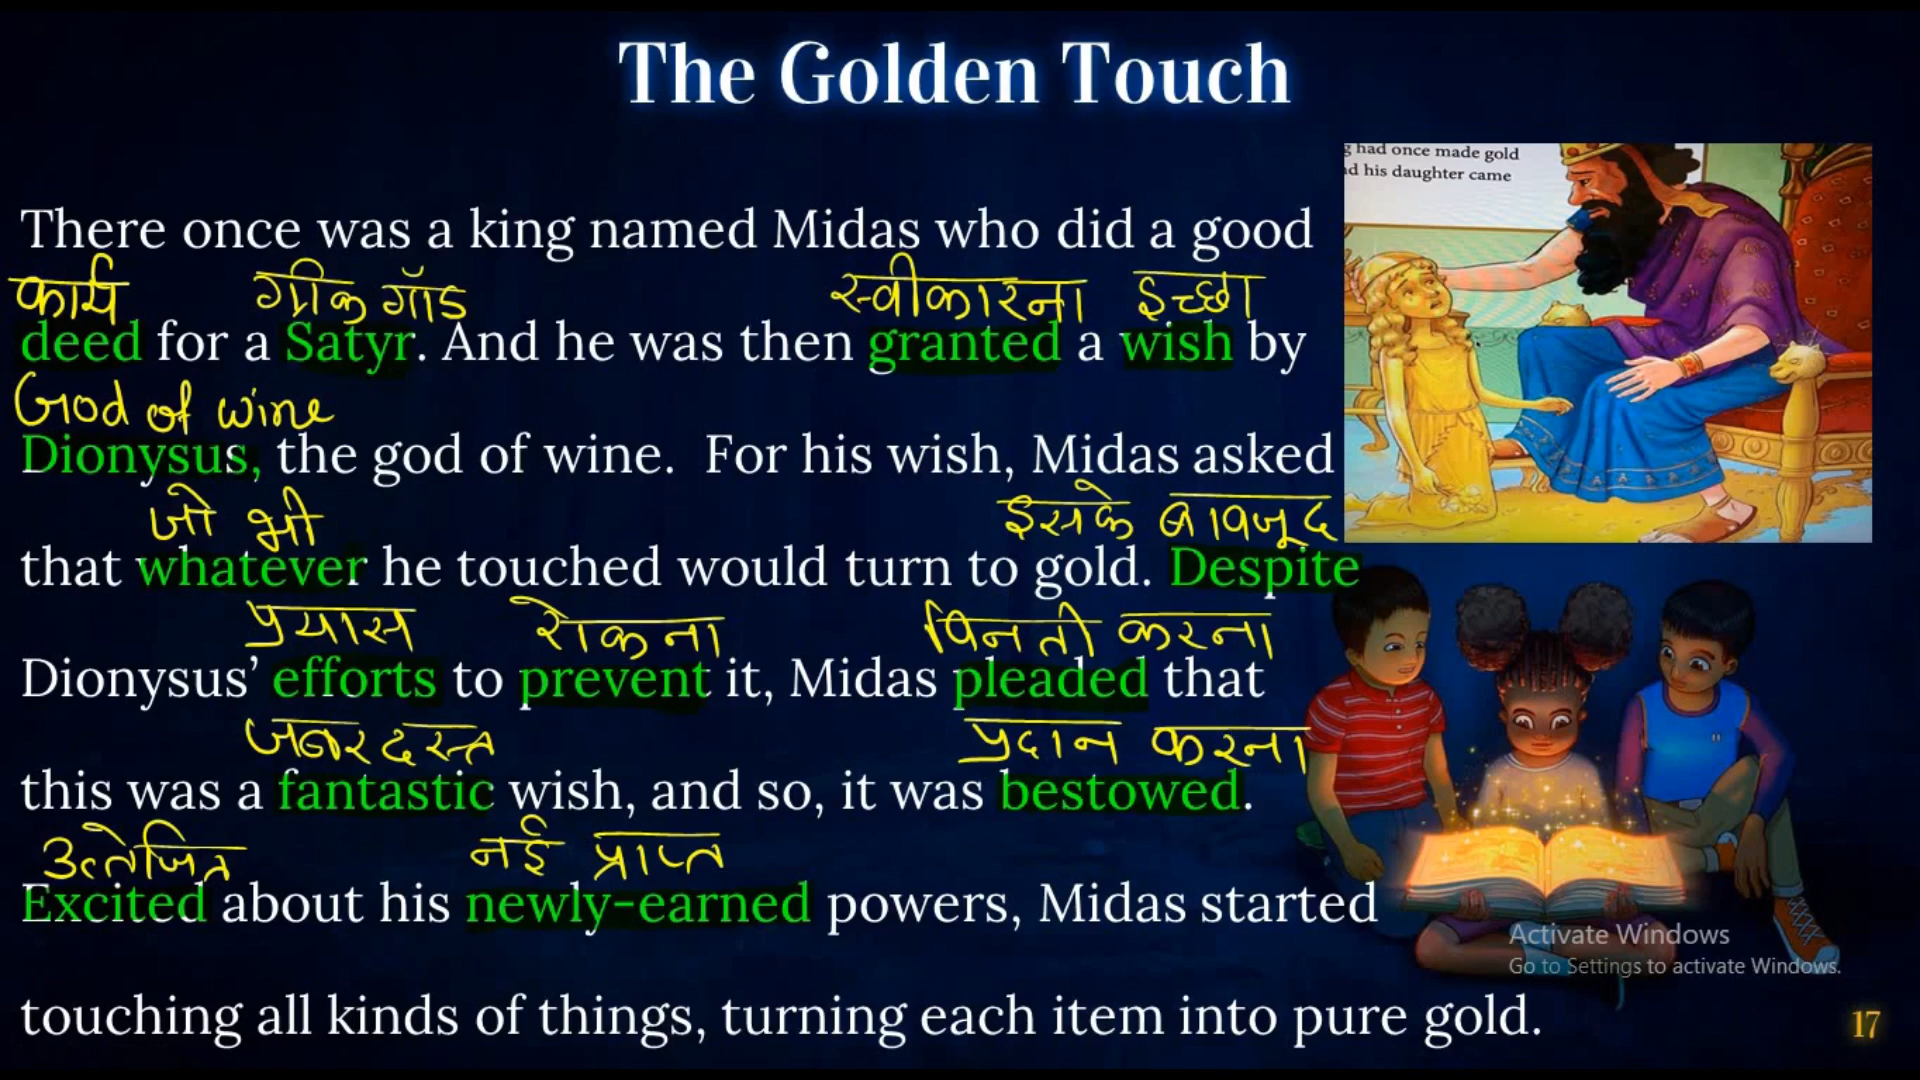 The Golden Touch
g had once made gold
nd his daughter came
There once was a king named Midas who did a good
कार्य ग्रीक गॉड स्वीकारना इच्छा
deed for a Satyr. And he was then granted a wish by
God of wine
Dionysus, the god of wine. For his wish, Midas asked
जो भी इसके बावजूद
that whatever he touched would turn to gold. Despite
प्रयास रोकना विनती करना
Dionysus’ efforts to prevent it, Midas pleaded that
जबरदस्त प्रदान करना
this was a fantastic wish, and so, it was bestowed.
उत्तेजित नई प्राप्त
Excited about his newly-earned powers, Midas started
Activate Windows
Go to Settings to activate Windows.
touching all kinds of things, turning each item into pure gold.
17